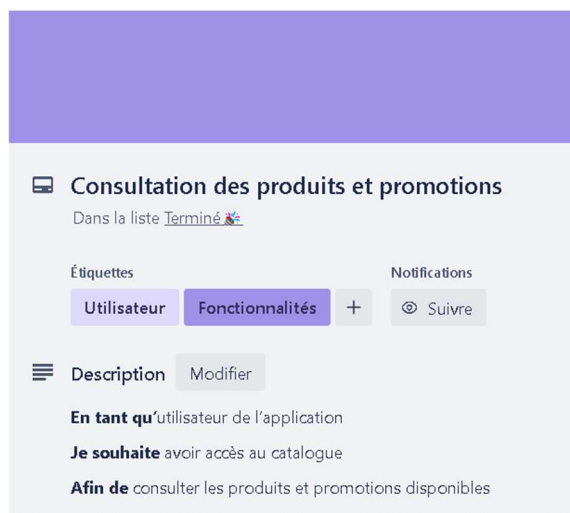 Consultation des produits et promotions
Dans la liste Terminé 🎉
Étiquettes
Notifications
Utilisateur
Fonctionnalités
+
Suivre
Description
Modifier
En tant qu'utilisateur de l'application
Je souhaite avoir accès au catalogue
Afin de consulter les produits et promotions disponibles